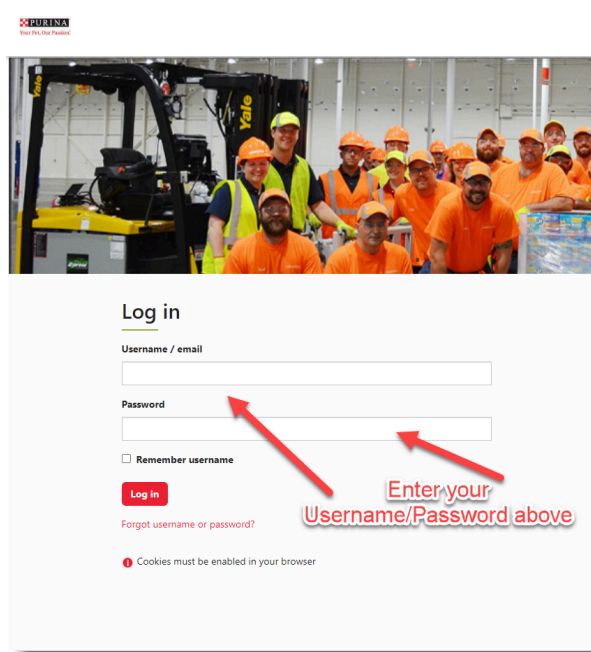 PURINA
Your Pet, Our Passion.
Yale
Yale
Log in
Username / email
Password
Remember username
Log in
Enter your
Username/Password above
Forgot username or password?
Cookies must be enabled in your browser